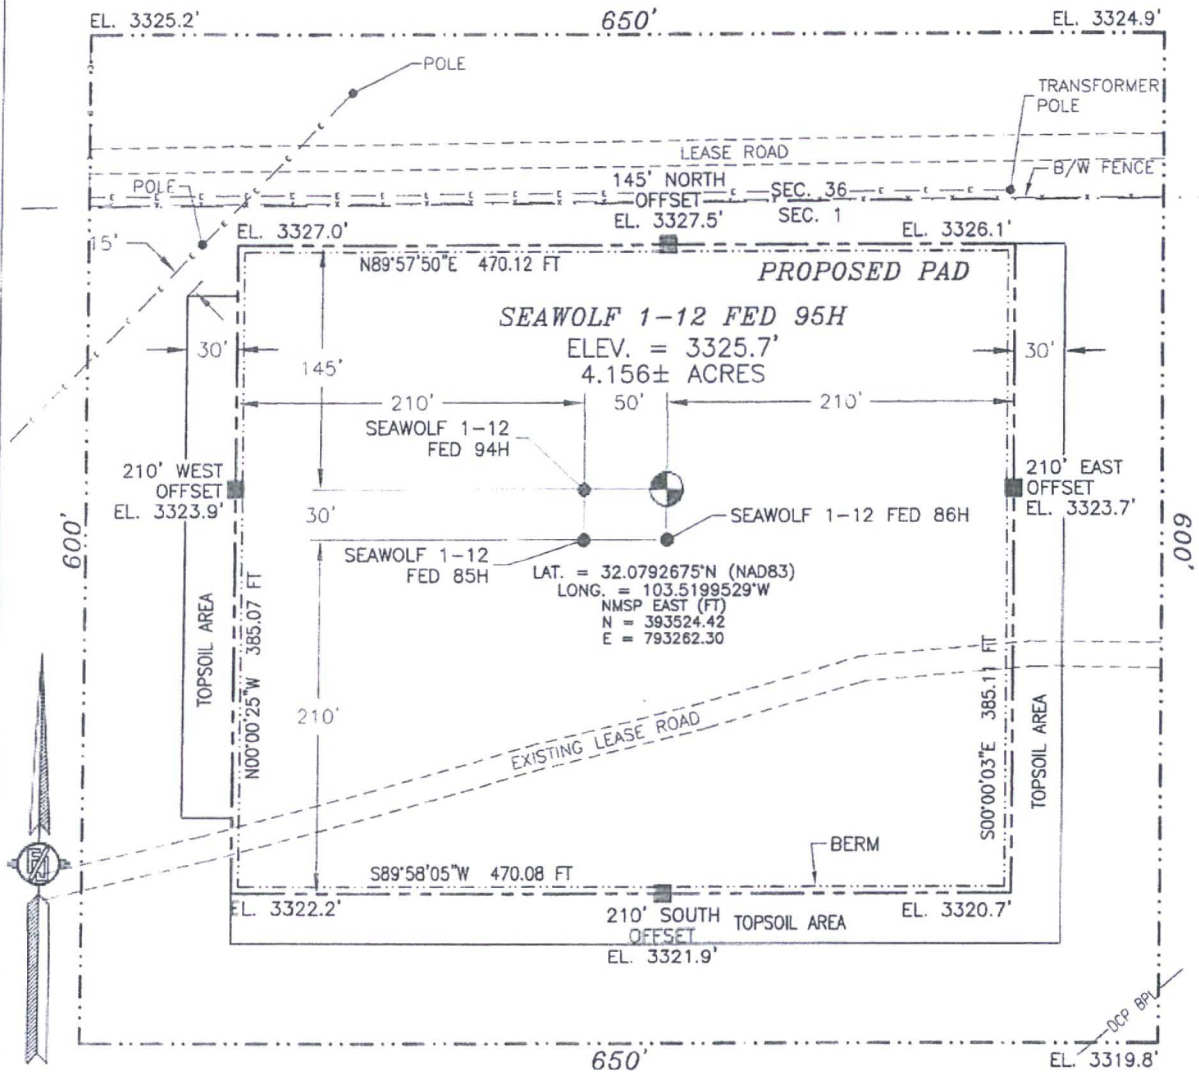 EL. 3325.2'
650'
EL. 3324.9'
POLE
TRANSFORMER
POLE
LEASE ROAD
B/W FENCE
POLE
145' NORTH
OFFSET
EL. 3327.5'
SEC. 36
SEC. 1
15'
EL. 3327.0'
EL. 3326.1'
N89°57'50"E 470.12 FT
PROPOSED PAD
SEAWOLF 1-12 FED 95H
ELEV. = 3325.7'
4.156± ACRES
30'
145'
30'
210'
50'
210'
SEAWOLF 1-12
FED 94H
210' WEST
OFFSET
EL. 3323.9'
210' EAST
OFFSET
EL. 3323.7'
30'
SEAWOLF 1-12 FED 86H
SEAWOLF 1-12
FED 85H
600'
600'
LAT. = 32.0792675°N (NAD83)
LONG. = 103.5199529°W
NMSP EAST (FT)
N = 393524.42
E = 793262.30
TOPSOIL AREA
N00°00'25"W 385.07 FT
210'
EXISTING LEASE ROAD
S00°00'03"E 385.11 FT
TOPSOIL AREA
BERM
S89°58'05"W 470.08 FT
EL. 3322.2'
210' SOUTH
OFFSET
EL. 3321.9'
TOPSOIL AREA
EL. 3320.7'
DCP BPL
650'
EL. 3319.8'